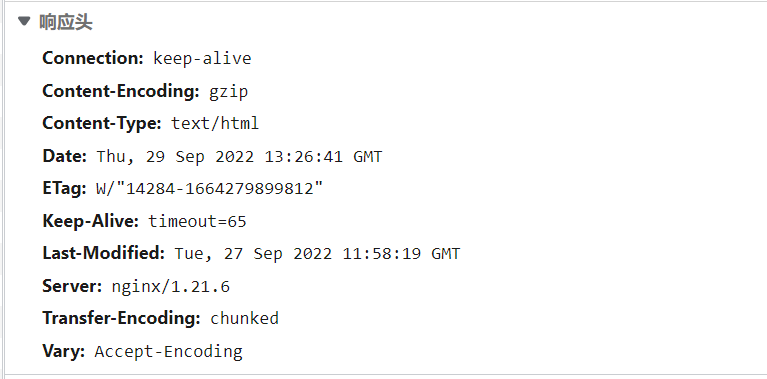 响应头
Connection: keep-alive
Content-Encoding: gzip
Content-Type: text/html
Date: Thu, 29 Sep 2022 13:26:41 GMT
ETag: W/"14284-1664279899812"
Keep-Alive: timeout=65
Last-Modified: Tue, 27 Sep 2022 11:58:19 GMT
Server: nginx/1.21.6
Transfer-Encoding: chunked
Vary: Accept-Encoding